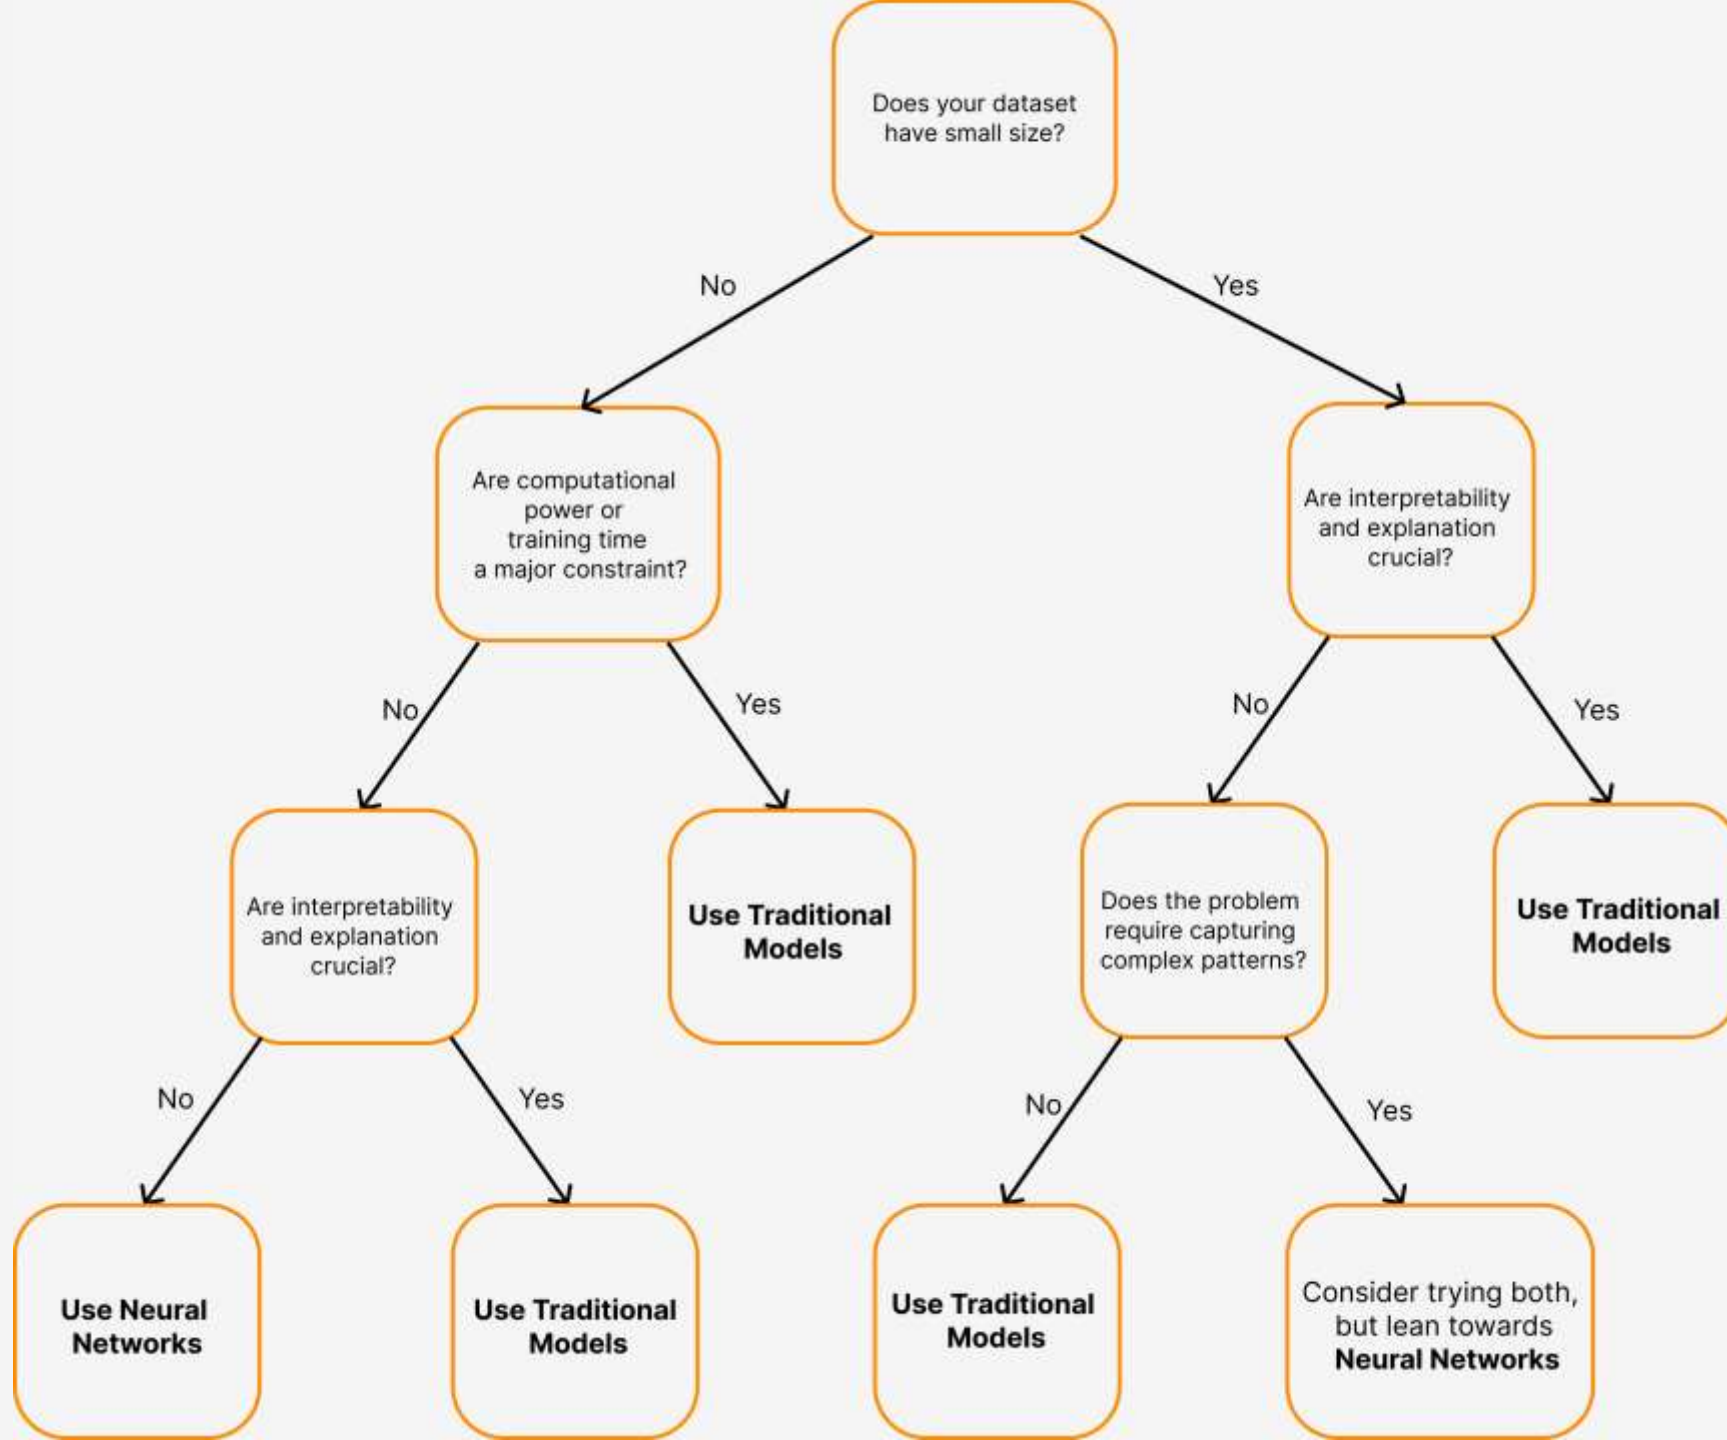 Does your dataset
have small size?
No
Yes
Are computational
power or
training time
a major constraint?
Are interpretability
and explanation
crucial?
No
Yes
No
Yes
Are interpretability
and explanation
crucial?
Use Traditional
Models
Does the problem
require capturing
complex patterns?
Use Traditional
Models
No
Yes
No
Yes
Use Neural
Networks
Use Traditional
Models
Use Traditional
Models
Consider trying both,
but lean towards
Neural Networks